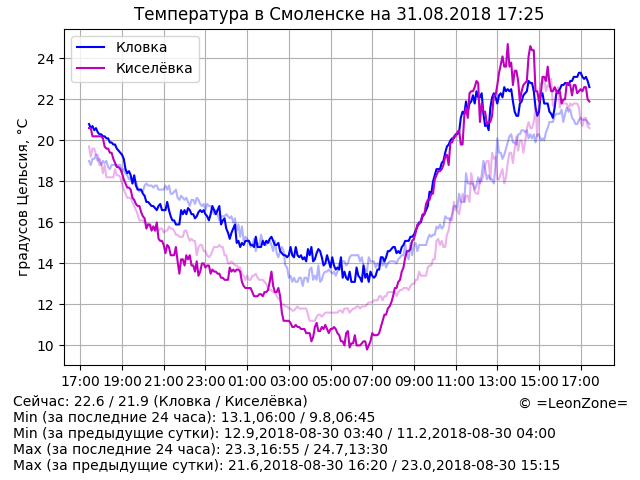 Температура в Смоленске на 31.08.2018 17:25
Кловка
Киселёвка
градусов Цельсия, °C
24
22
20
18
16
14
12
10
17:00 19:00 21:00 23:00 01:00 03:00 05:00 07:00 09:00 11:00 13:00 15:00 17:00
Сейчас: 22.6 / 21.9 (Кловка / Киселёвка)
© =LeonZone=
Min (за последние 24 часа): 13.1,06:00 / 9.8,06:45
Min (за предыдущие сутки): 12.9,2018-08-30 03:40 / 11.2,2018-08-30 04:00
Max (за последние 24 часа): 23.3,16:55 / 24.7,13:30
Max (за предыдущие сутки): 21.6,2018-08-30 16:20 / 23.0,2018-08-30 15:15